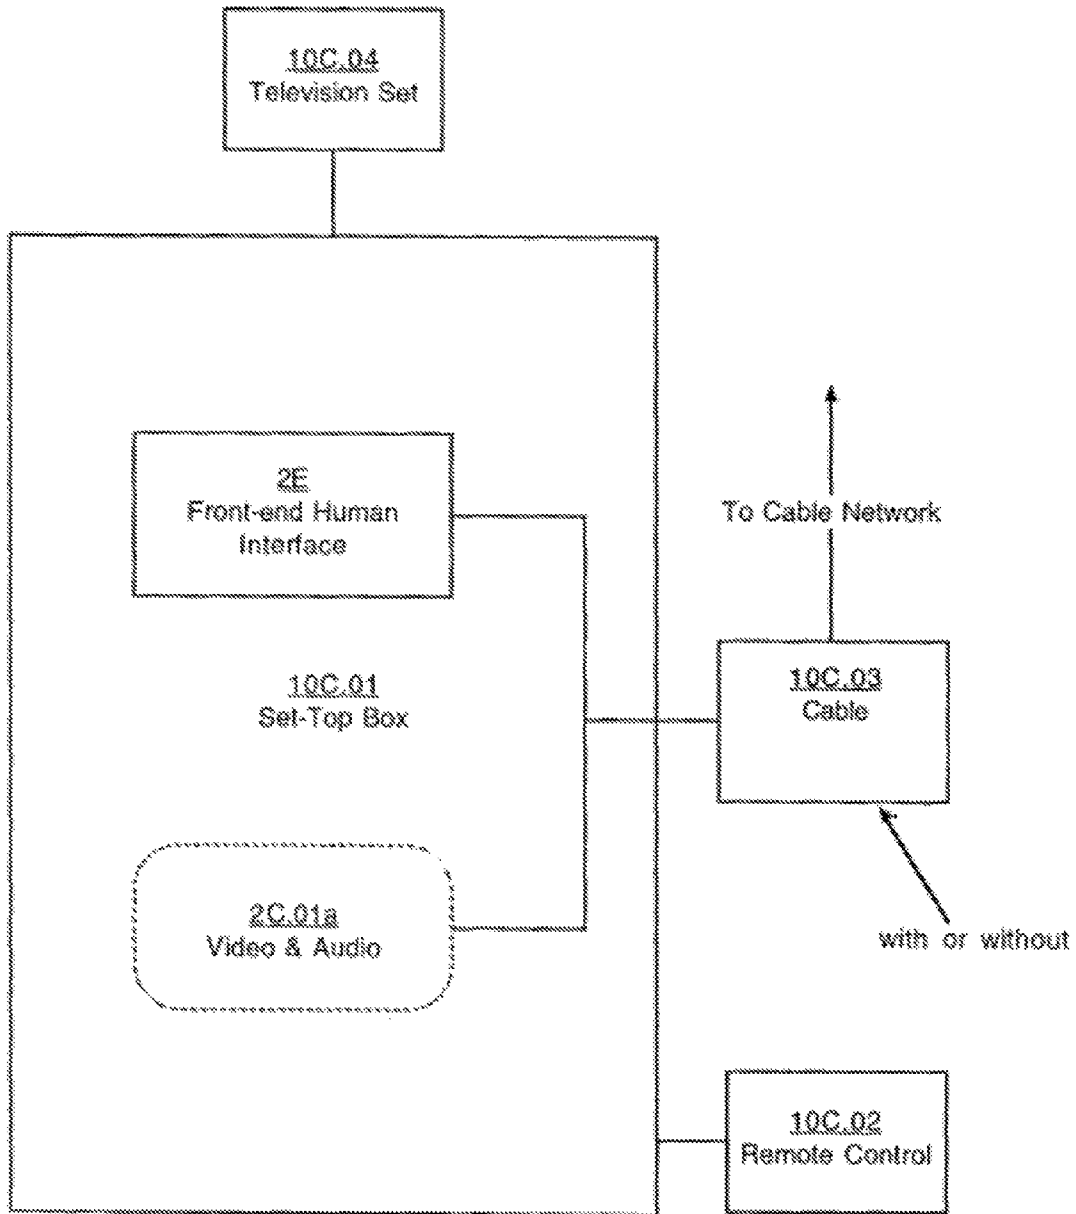 10C.04
Television Set
2E
Front-end Human
Interface
To Cable Network
10C.01
Set-Top Box
10C.03
Cable
2C.01a
Video & Audio
with or without
10C.02
Remote Control